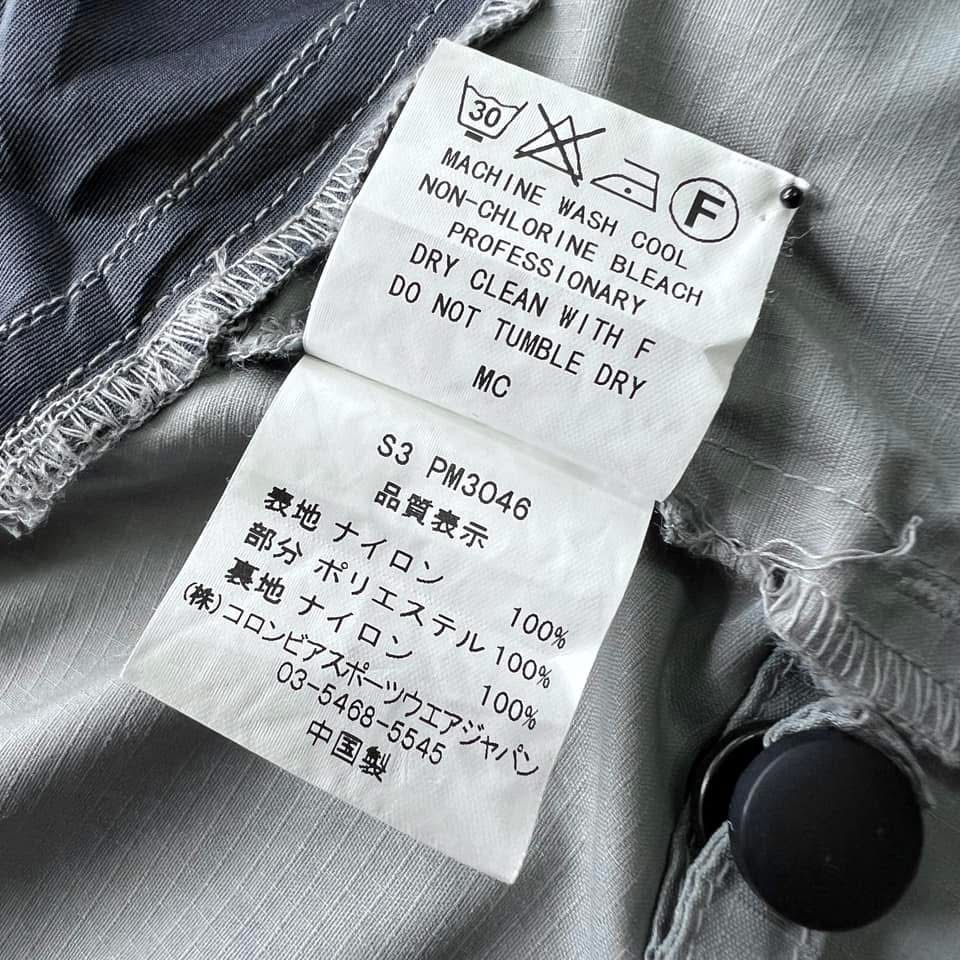 30
F
MACHINE WASH COOL
NON-CHLORINE BLEACH
PROFESSIONARY
DRY CLEAN WITH F
DO NOT TUMBLE DRY
MC
S3 PM3046
品質表示
表地 ナイロン 100%
部分 ポリエステル 100%
裏地 ナイロン 100%
(株)コロンビアスポーツウエアジャパン
03-5468-5545
中国製